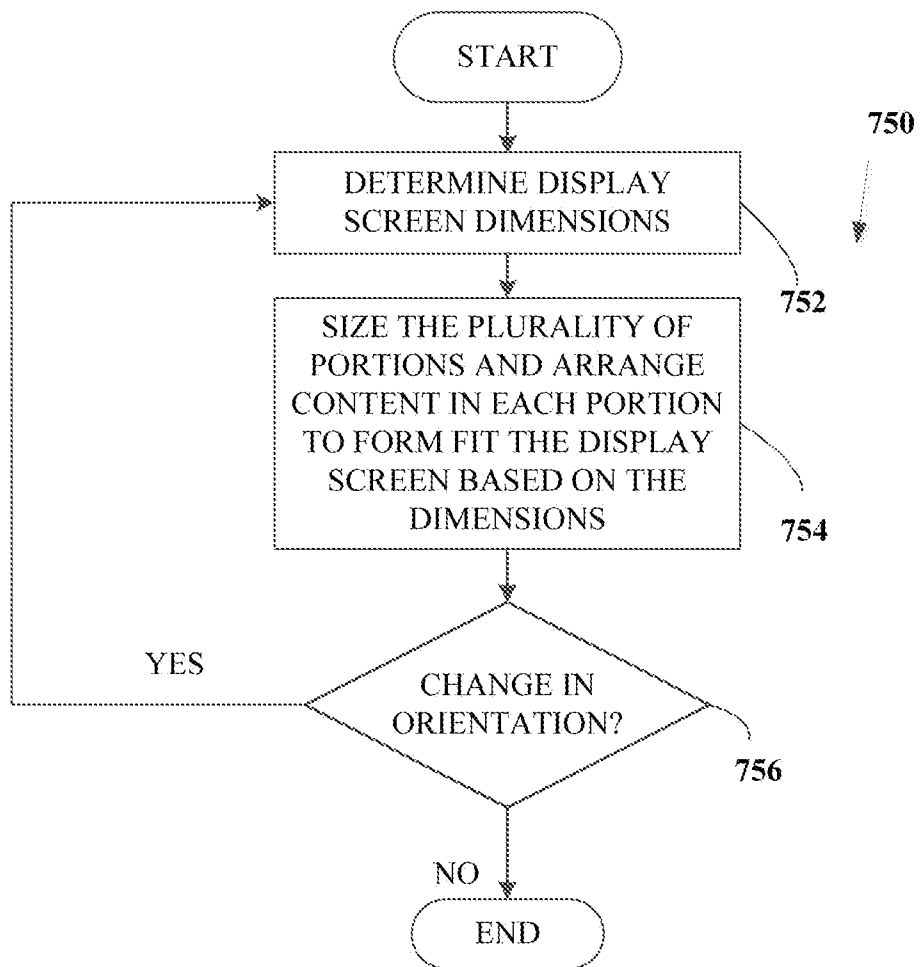 START
750
DETERMINE DISPLAY
SCREEN DIMENSIONS
752
SIZE THE PLURALITY OF
PORTIONS AND ARRANGE
CONTENT IN EACH PORTION
TO FORM FIT THE DISPLAY
SCREEN BASED ON THE
DIMENSIONS
754
YES
CHANGE IN
ORIENTATION?
756
NO
END